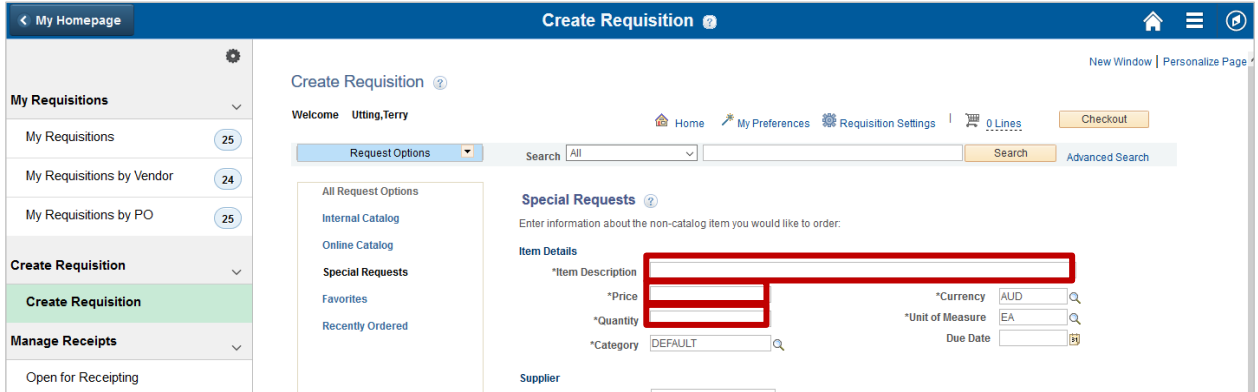 My Homepage
Create Requisition
New Window | Personalize Page
My Requisitions
My Requisitions 25
My Requisitions by Vendor 24
My Requisitions by PO 25
Create Requisition
Create Requisition
Manage Receipts
Open for Receipting
Create Requisition
Welcome Utting,Terry
Home My Preferences Requisition Settings | 0 Lines Checkout
Request Options Search All Search Advanced Search
All Request Options
Internal Catalog
Online Catalog
Special Requests
Favorites
Recently Ordered
Special Requests
Enter information about the non-catalog item you would like to order:
Item Details
*Item Description
*Price *Currency AUD
*Quantity *Unit of Measure EA
*Category DEFAULT Due Date
Supplier